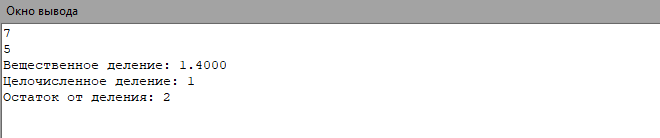 Окно вывода
7
5
Вещественное деление: 1.4000
Целочисленное деление: 1
Остаток от деления: 2